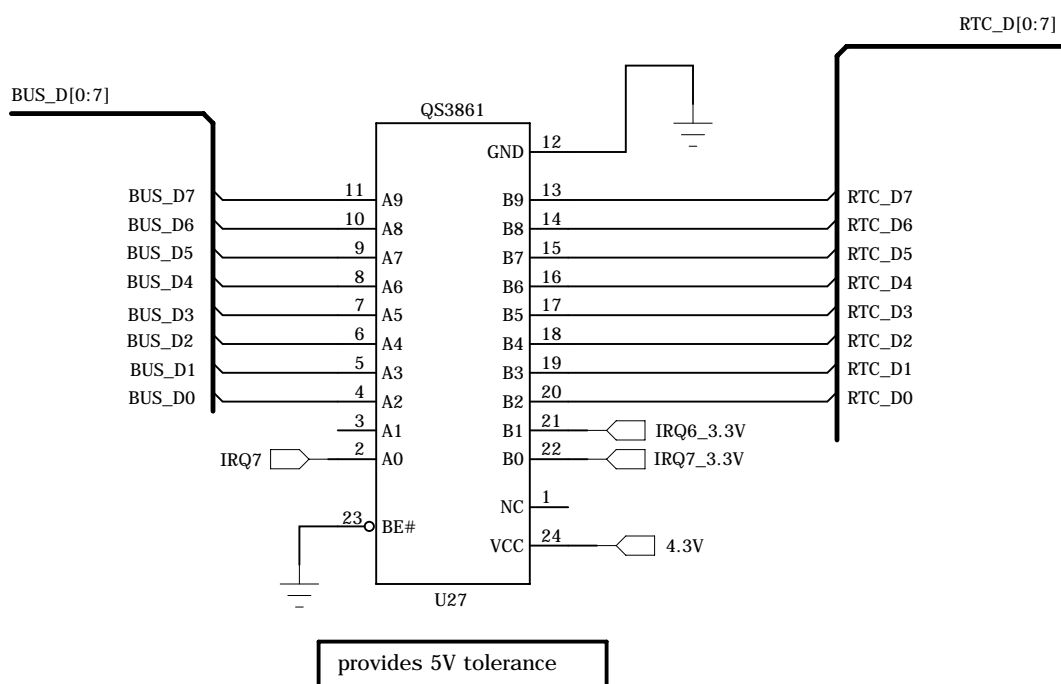 RTC_D[0:7]
BUS_D[0:7]
QS3861
GND 12
BUS_D7 11 A9 B9 13 RTC_D7
BUS_D6 10 A8 B8 14 RTC_D6
BUS_D5 9 A7 B7 15 RTC_D5
BUS_D4 8 A6 B6 16 RTC_D4
BUS_D3 7 A5 B5 17 RTC_D3
BUS_D2 6 A4 B4 18 RTC_D2
BUS_D1 5 A3 B3 19 RTC_D1
BUS_D0 4 A2 B2 20 RTC_D0
3 A1 B1 21 IRQ6_3.3V
IRQ7 2 A0 B0 22 IRQ7_3.3V
NC 1
23 BE#
VCC 24 4.3V
U27
provides 5V tolerance